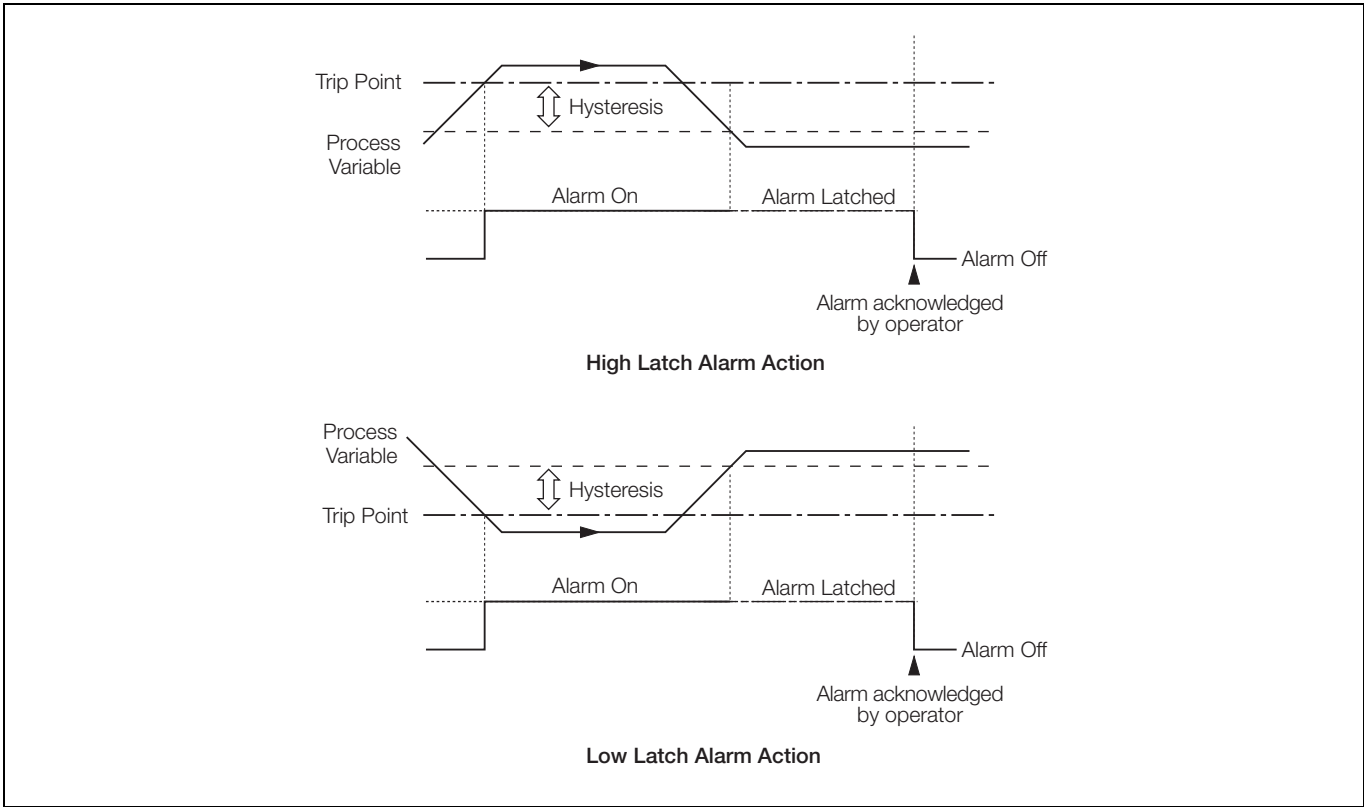 Trip Point
Hysteresis
Process
Variable
Alarm On
Alarm Latched
Alarm Off
Alarm acknowledged
by operator
High Latch Alarm Action
Process
Variable
Hysteresis
Trip Point
Alarm On
Alarm Latched
Alarm Off
Alarm acknowledged
by operator
Low Latch Alarm Action